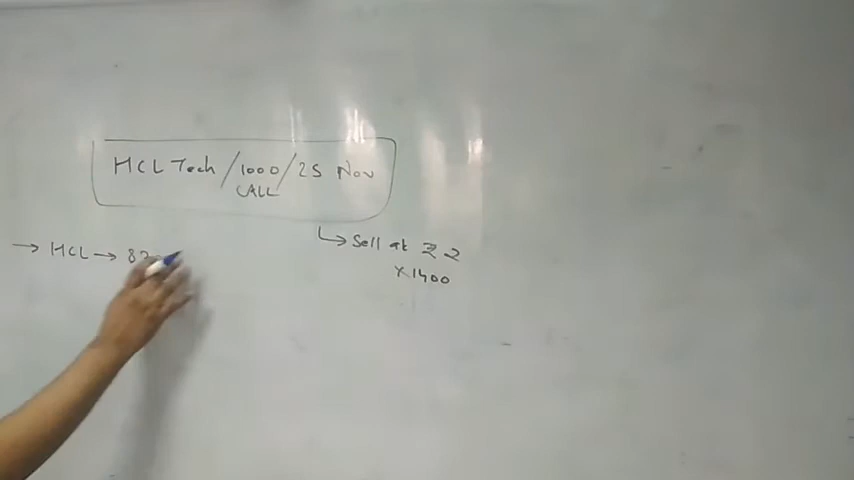 HCL Tech / 1000 / 25 Nov
CALL
→ Sell at ₹ 2
x 1400
→ HCL →